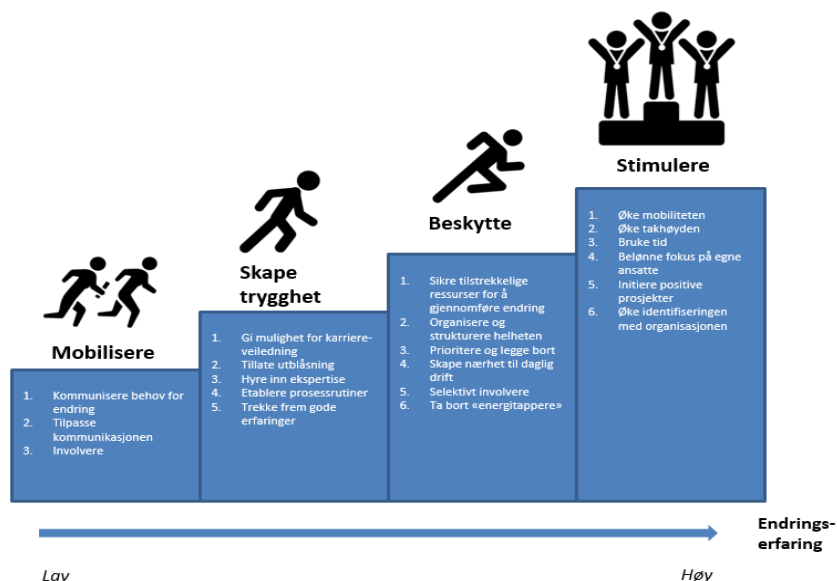 Mobilisere
1. Kommunisere behov for
endring
2. Tilpasse
kommunikasjonen
3. Involvere
Skape
trygghet
1. Gi mulighet for karriere-
veiledning
2. Tillate utblåsning
3. Hyre inn ekspertise
4. Etablere prosessrutiner
5. Trekke frem gode
erfaringer
Beskytte
1. Sikre tilstrekkelige
ressurser for å
gjennomføre endring
2. Organisere og
strukturere helheten
3. Prioritere og legge bort
4. Skape nærhet til daglig
drift
5. Selektivt involvere
6. Ta bort «energitappere»
Stimulere
1. Øke mobiliteten
2. Øke takhøyden
3. Bruke tid
4. Belønne fokus på egne
ansatte
5. Initiere positive
prosjekter
6. Øke identifiseringen
med organisasjonen
Endrings-
erfaring
Lav
Høy